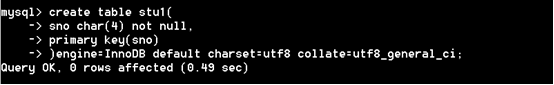 mysql> create table stu1(
    -> sno char(4) not null,
    -> primary key(sno)
    -> )engine=InnoDB default charset=utf8 collate=utf8_general_ci;
Query OK, 0 rows affected (0.49 sec)